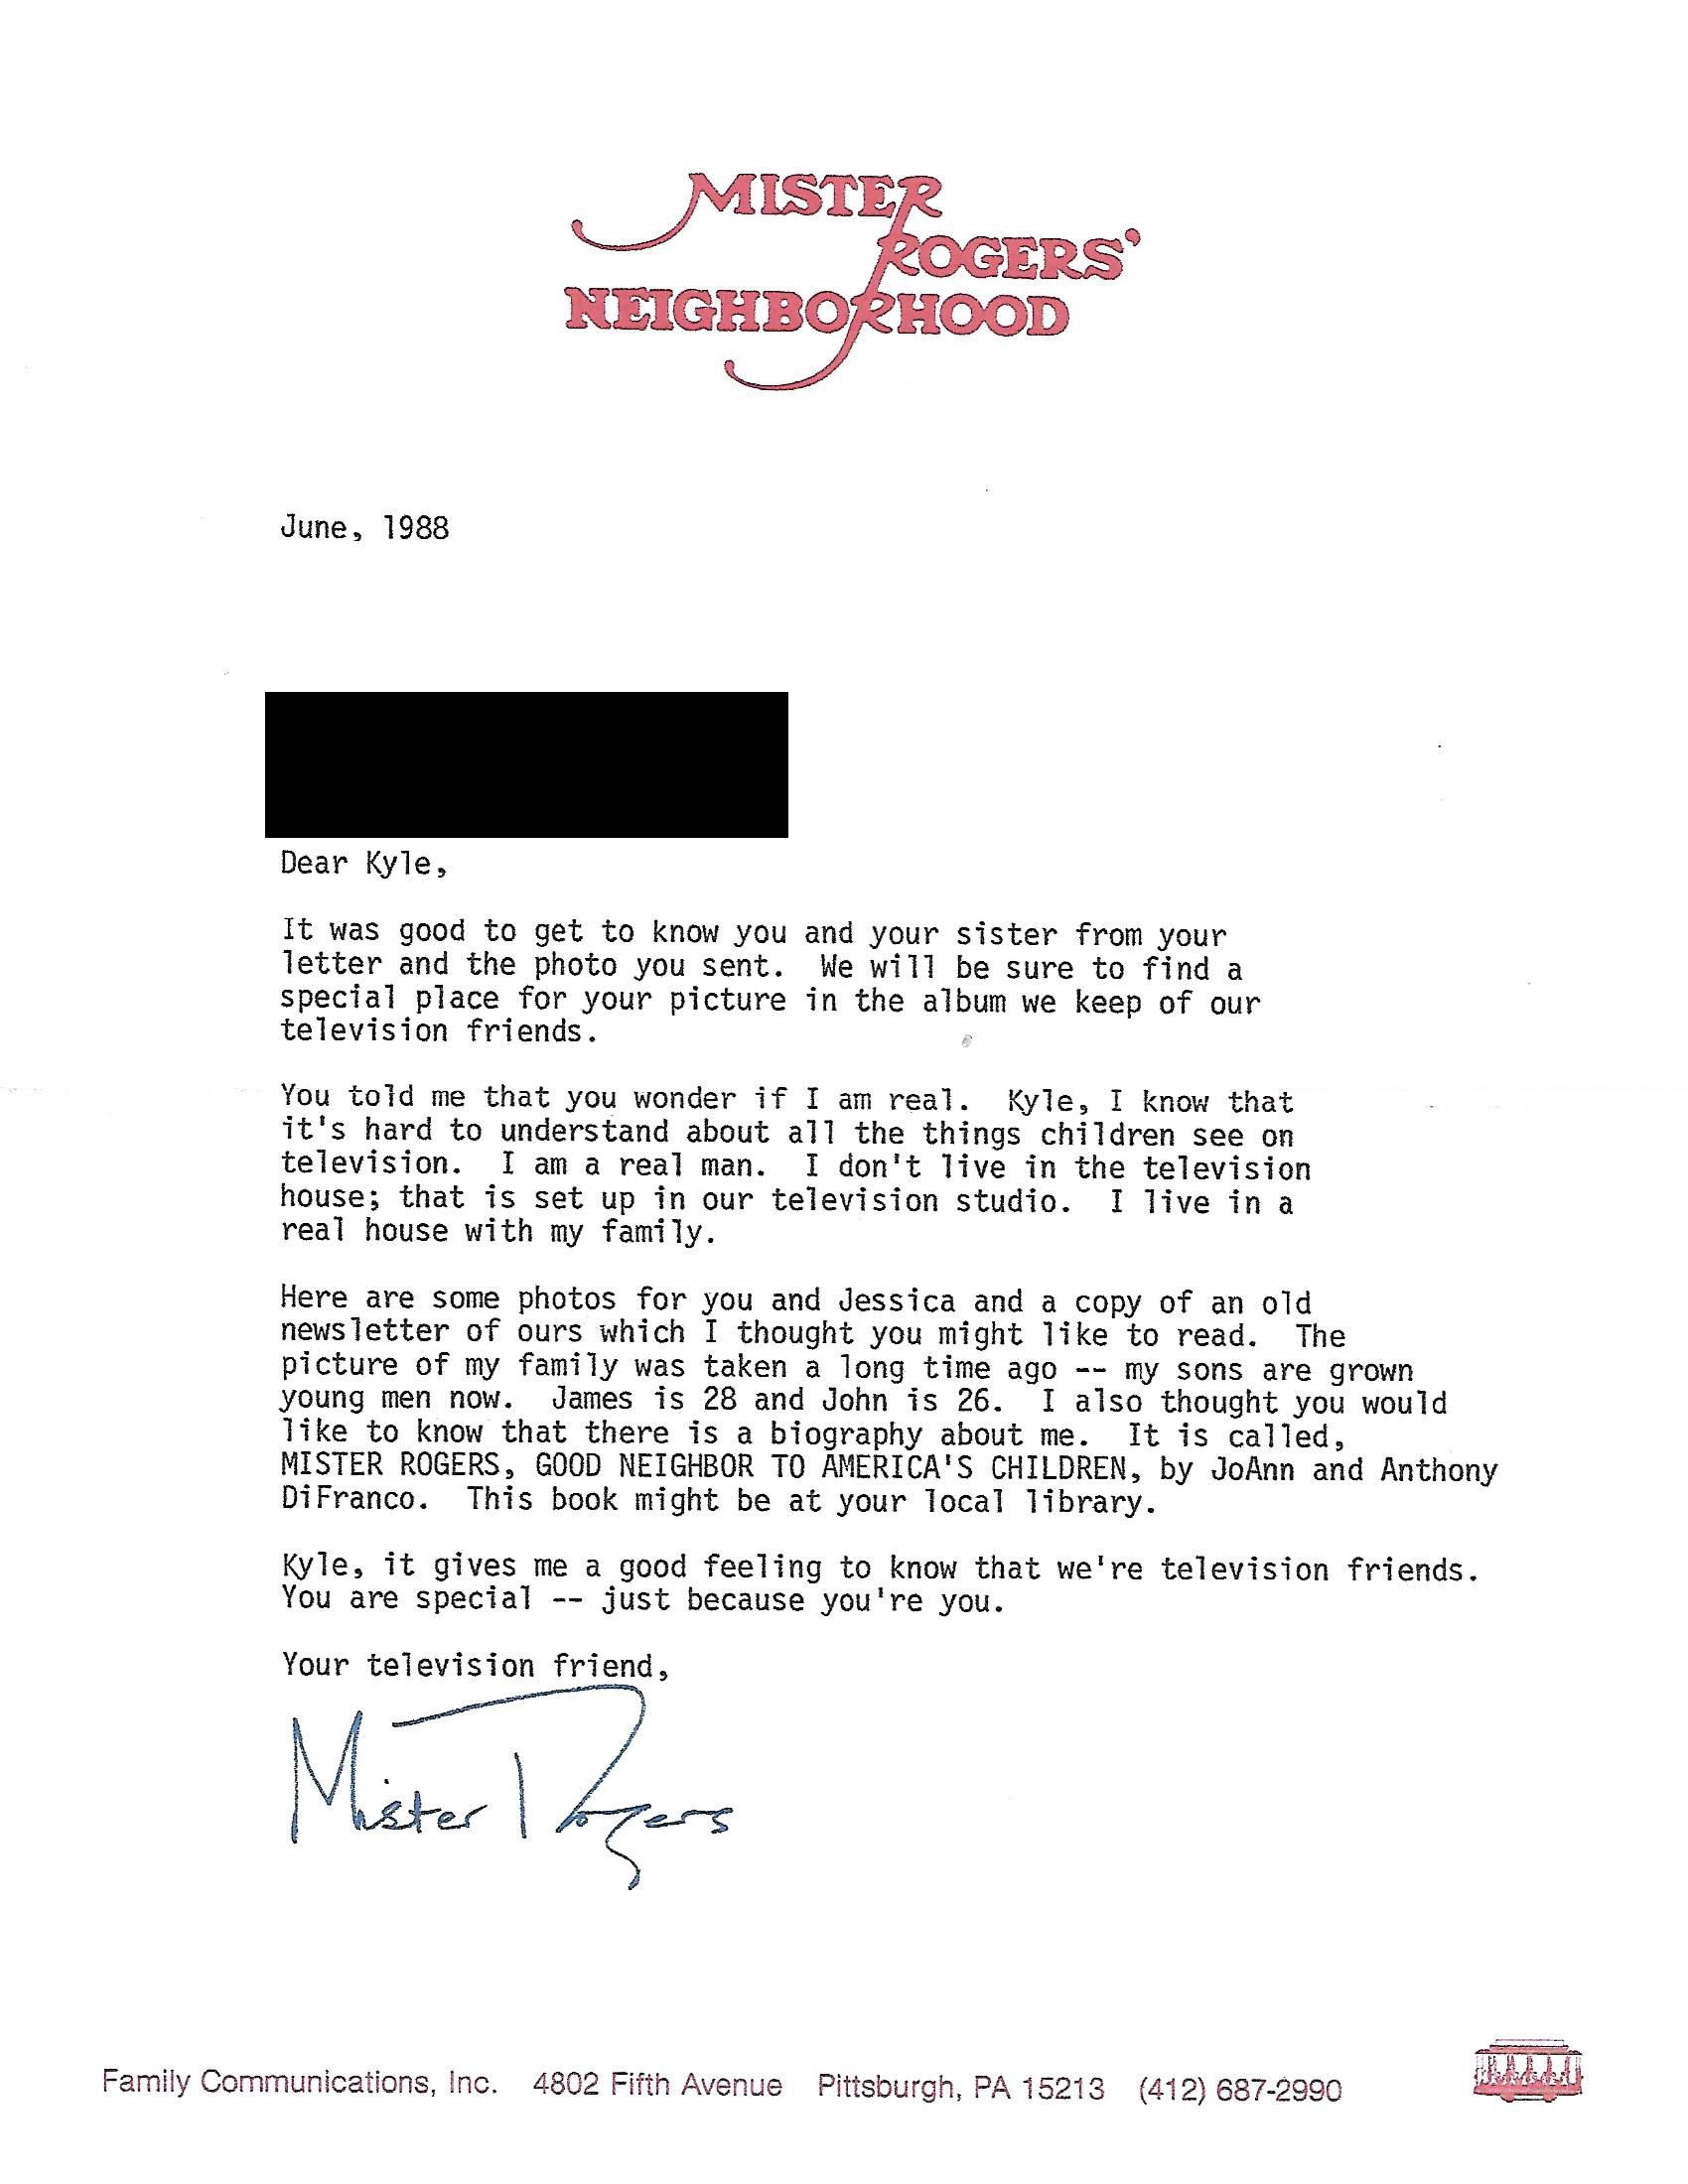 MISTER
ROGERS'
NEIGHBORHOOD
June, 1988
Dear Kyle,
It was good to get to know you and your sister from your
letter and the photo you sent.  We will be sure to find a
special place for your picture in the album we keep of our
television friends.
You told me that you wonder if I am real.  Kyle, I know that
it's hard to understand about all the things children see on
television.  I am a real man.  I don't live in the television
house; that is set up in our television studio.  I live in a
real house with my family.
Here are some photos for you and Jessica and a copy of an old
newsletter of ours which I thought you might like to read.  The
picture of my family was taken a long time ago -- my sons are grown
young men now.  James is 28 and John is 26.  I also thought you would
like to know that there is a biography about me.  It is called,
MISTER ROGERS, GOOD NEIGHBOR TO AMERICA'S CHILDREN, by JoAnn and Anthony
DiFranco.  This book might be at your local library.
Kyle, it gives me a good feeling to know that we're television friends.
You are special -- just because you're you.
Your television friend,
Mister Rogers
Family Communications, Inc. 4802 Fifth Avenue Pittsburgh, PA 15213 (412) 687-2990